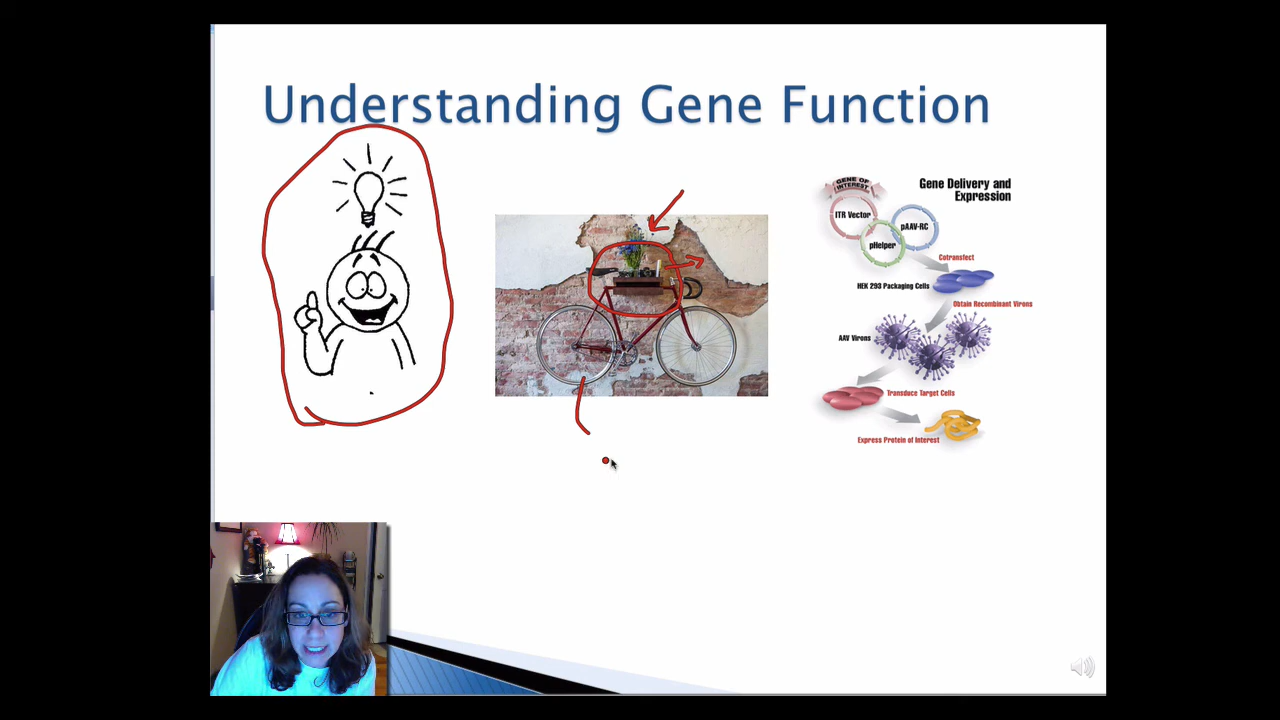 Understanding Gene Function
GENE OF
INTEREST
Gene Delivery and
Expression
ITR Vector
pAAV-RC
pHelper
Cotransfect
HEK 293 Packaging Cells
Obtain Recombinant Virons
AAV Virons
Transduce Target Cells
Express Protein of Interest